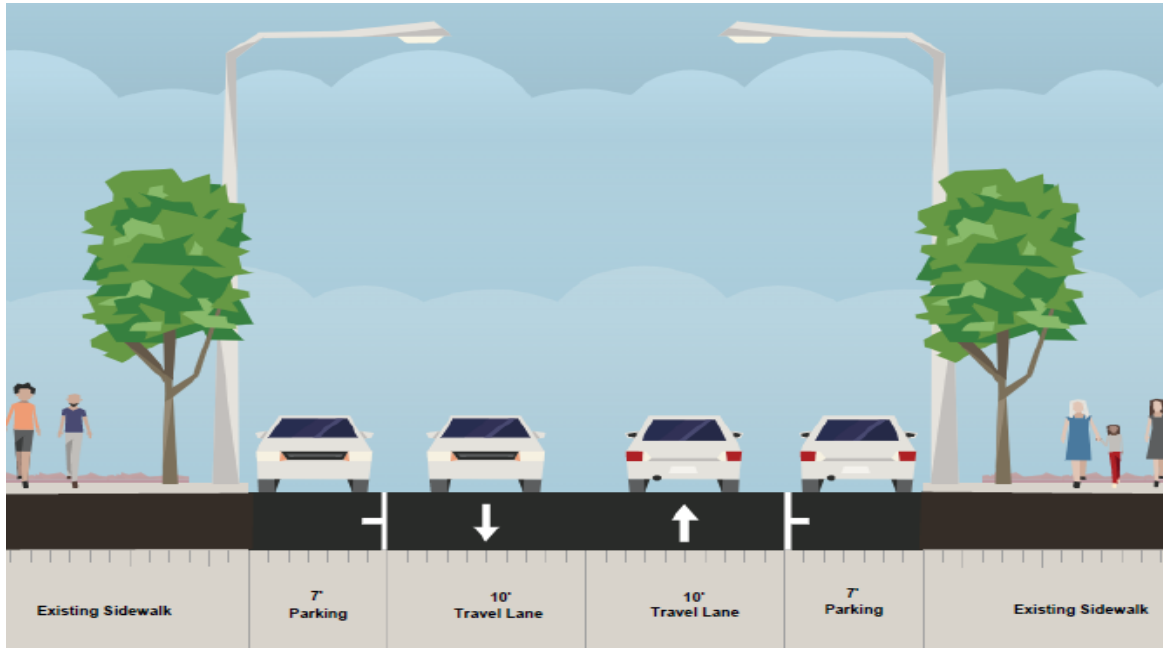 Existing Sidewalk
7'
Parking
10'
Travel Lane
10'
Travel Lane
7'
Parking
Existing Sidewalk